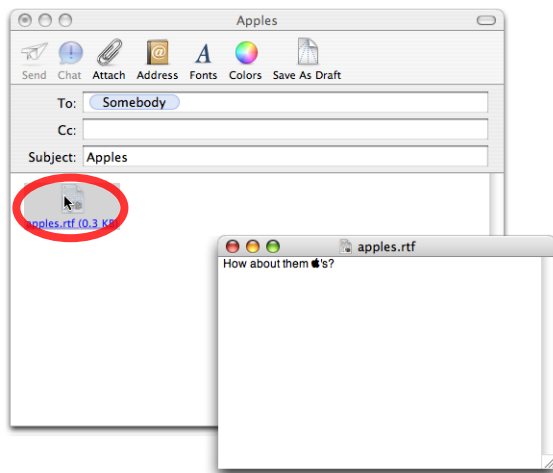 Apples
Send Chat Attach Address Fonts Colors Save As Draft
To: Somebody
Cc:
Subject: Apples
apples.rtf (0.3 KB)
apples.rtf
How about them 's?